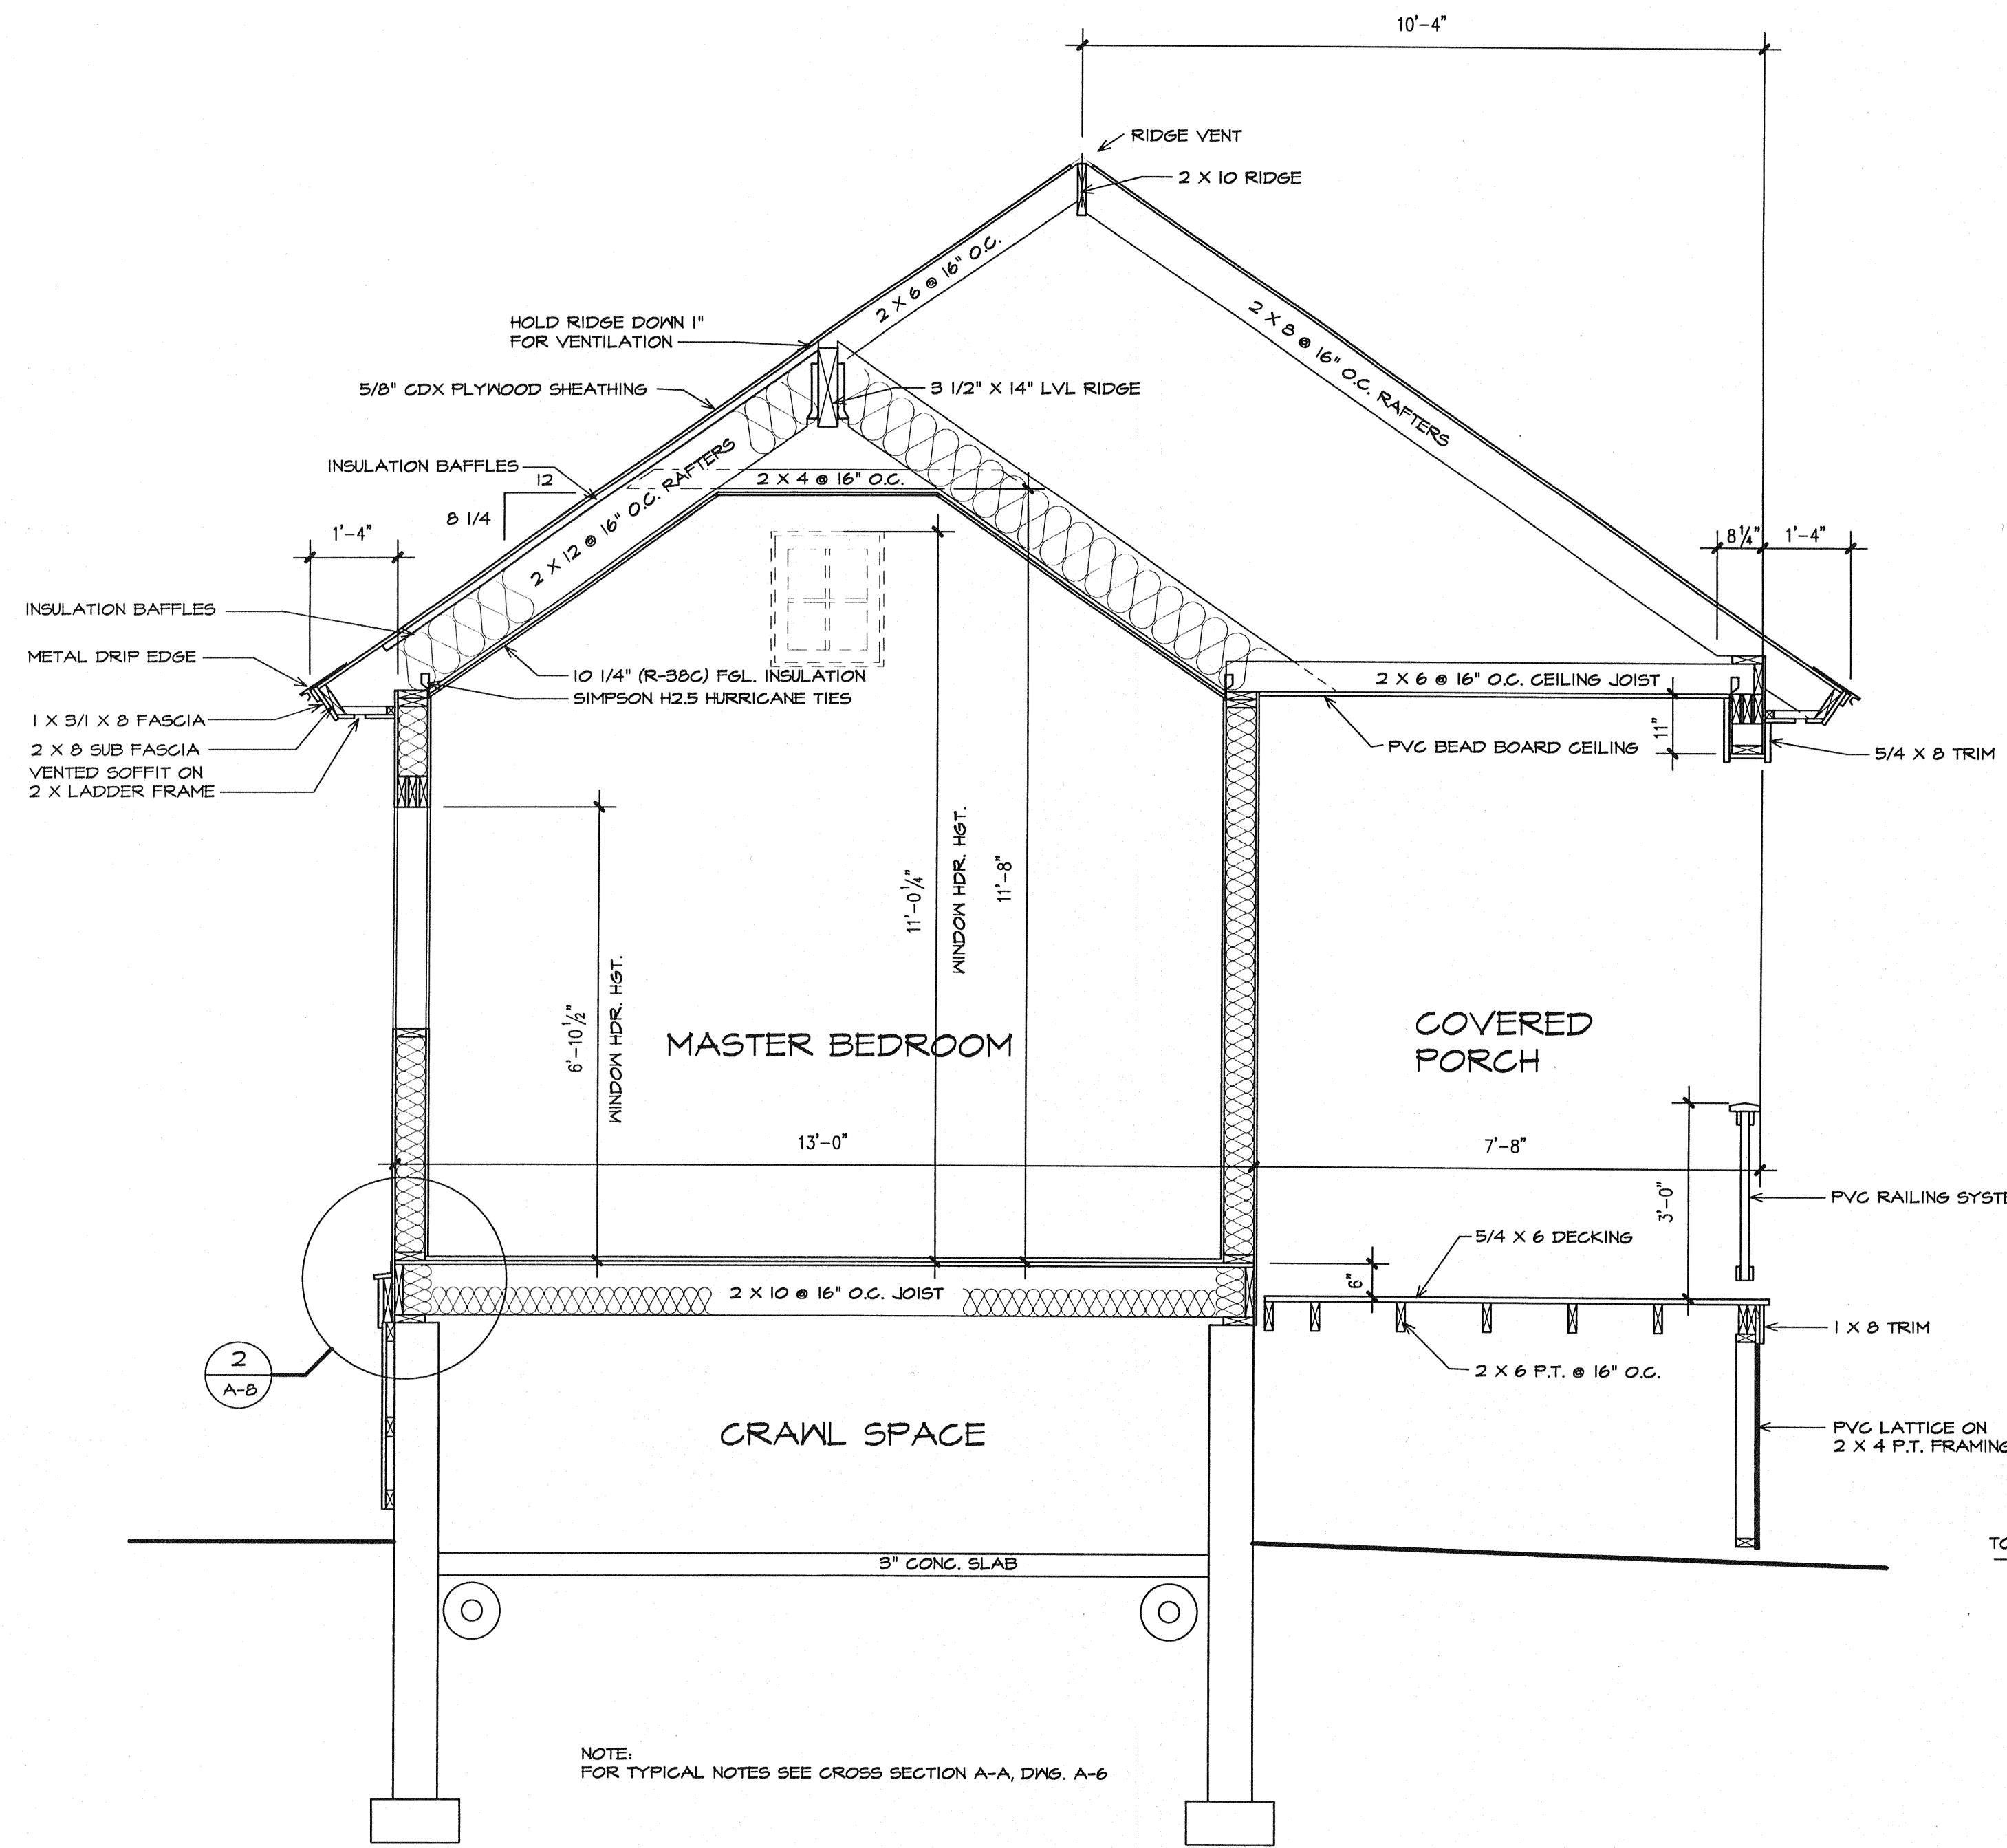 10'-4"
RIDGE VENT
2 X 10 RIDGE
2 X 6 @ 16" O.C.
2 X 8 @ 16" O.C. RAFTERS
HOLD RIDGE DOWN 1"
FOR VENTILATION
5/8" CDX PLYWOOD SHEATHING
3 1/2" X 14" LVL RIDGE
INSULATION BAFFLES
12
8 1/4
2 X 12 @ 16" O.C. RAFTERS
2 X 4 @ 16" O.C.
1'-4"
8 1/4"
1'-4"
INSULATION BAFFLES
METAL DRIP EDGE
1 X 3/1 X 8 FASCIA
2 X 8 SUB FASCIA
VENTED SOFFIT ON
2 X LADDER FRAME
10 1/4" (R-38C) FGL. INSULATION
SIMPSON H2.5 HURRICANE TIES
2 X 6 @ 16" O.C. CEILING JOIST
PVC BEAD BOARD CEILING
11"
5/4 X 8 TRIM
6'-10 1/2"
WINDOW HDR. HGT.
11'-0 1/4"
WINDOW HDR. HGT.
11'-8"
MASTER BEDROOM
COVERED
PORCH
13'-0"
7'-8"
3'-0"
PVC RAILING SYSTE
5/4 X 6 DECKING
6"
2 X 10 @ 16" O.C. JOIST
1 X 8 TRIM
2 X 6 P.T. @ 16" O.C.
2
A-8
CRAWL SPACE
PVC LATTICE ON
2 X 4 P.T. FRAMING
TO
3" CONC. SLAB
NOTE:
FOR TYPICAL NOTES SEE CROSS SECTION A-A, DWG. A-6